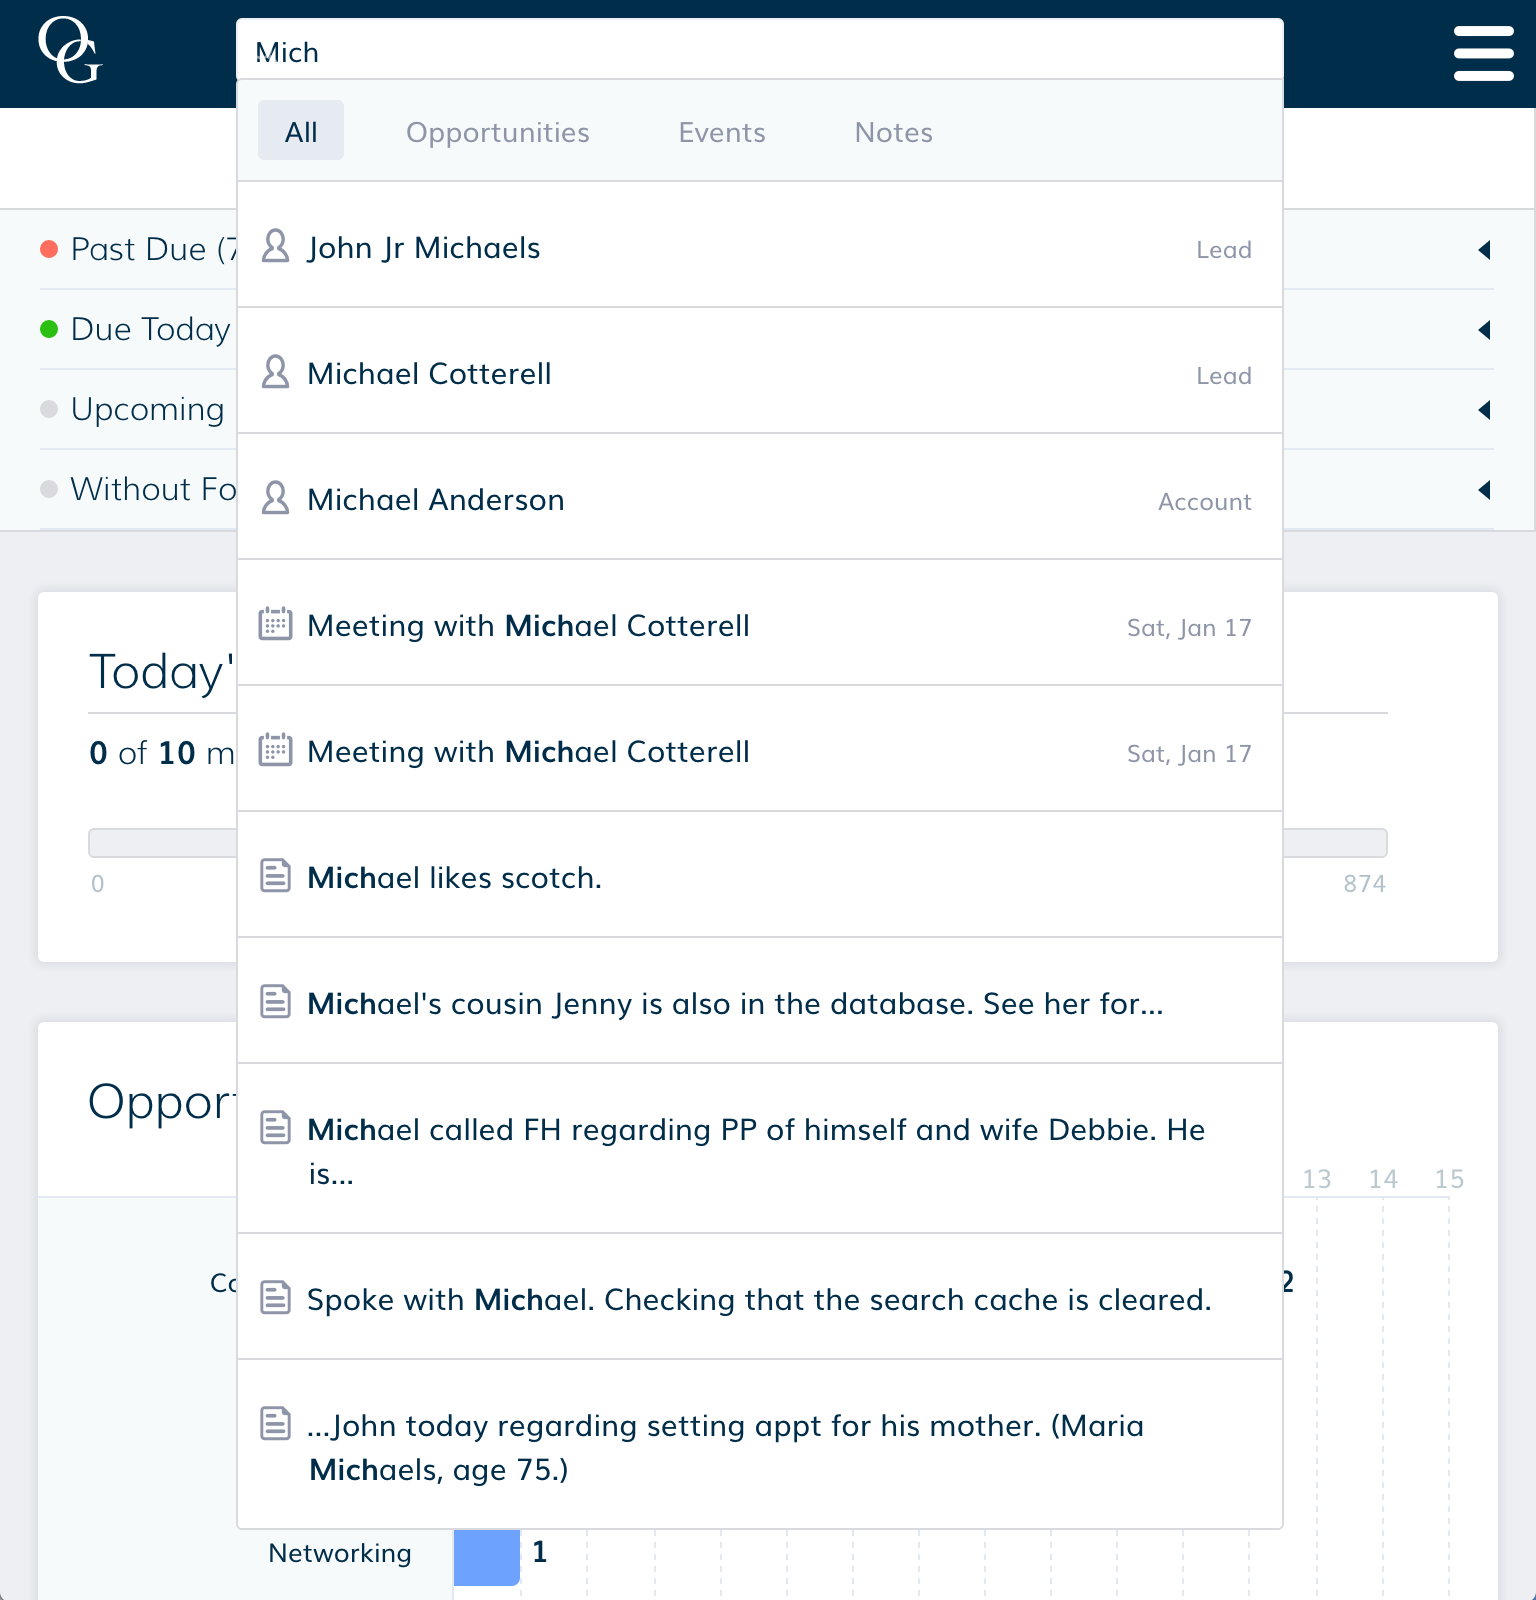 OG
Mich
All Opportunities Events Notes
John Jr Michaels Lead
Past Due (7
Due Today
Michael Cotterell Lead
Upcoming
Without Fo
Michael Anderson Account
Meeting with Michael Cotterell Sat, Jan 17
Today'
0 of 10 m
Meeting with Michael Cotterell Sat, Jan 17
0 874
Michael likes scotch.
Michael's cousin Jenny is also in the database. See her for...
Oppor
Michael called FH regarding PP of himself and wife Debbie. He
is...
13 14 15
Co 2
Spoke with Michael. Checking that the search cache is cleared.
...John today regarding setting appt for his mother. (Maria
Michaels, age 75.)
Networking 1